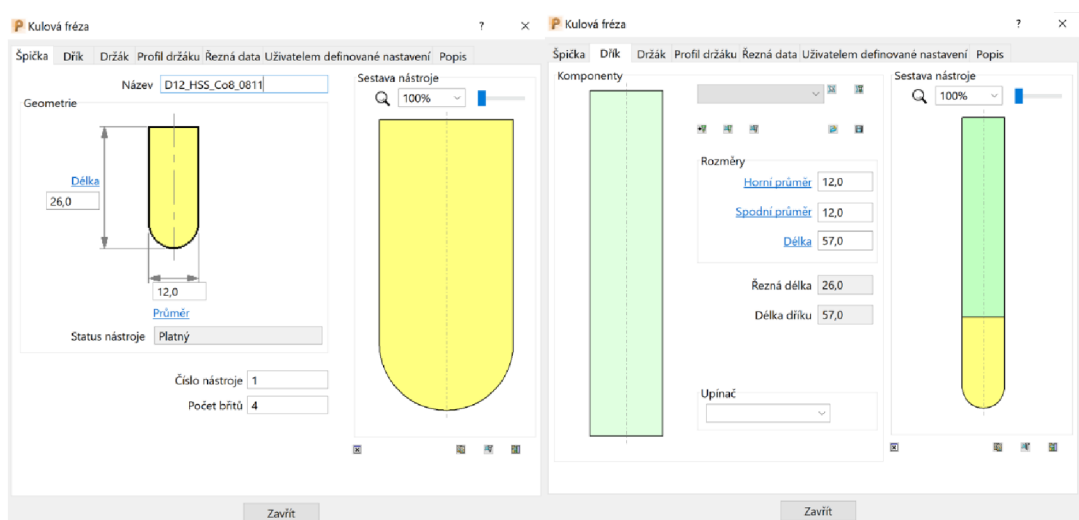 Kulová fréza ? ×
Špička Dřík Držák Profil držáku Řezná data Uživatelem definované nastavení Popis
Název D12_HSS_Co8_0811
Geometrie
Délka
26,0
12,0
Průměr
Status nástroje Platný
Číslo nástroje 1
Počet břitů 4
Sestava nástroje
100%
Zavřít
Kulová fréza ? ×
Špička Dřík Držák Profil držáku Řezná data Uživatelem definované nastavení Popis
Komponenty
Rozměry
Horní průměr 12,0
Spodní průměr 12,0
Délka 57,0
Řezná délka 26,0
Délka dříku 57,0
Upínač
Sestava nástroje
100%
Zavřít